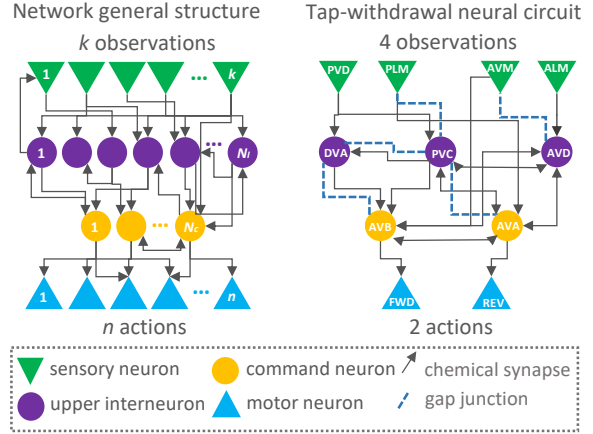 Network general structure
k observations
1
... k
1
... N_I
1
... N_c
1
... n
n actions
Tap-withdrawal neural circuit
4 observations
PVD PLM AVM ALM
DVA PVC AVD
AVB AVA
FWD REV
2 actions
sensory neuron command neuron chemical synapse
upper interneuron motor neuron gap junction